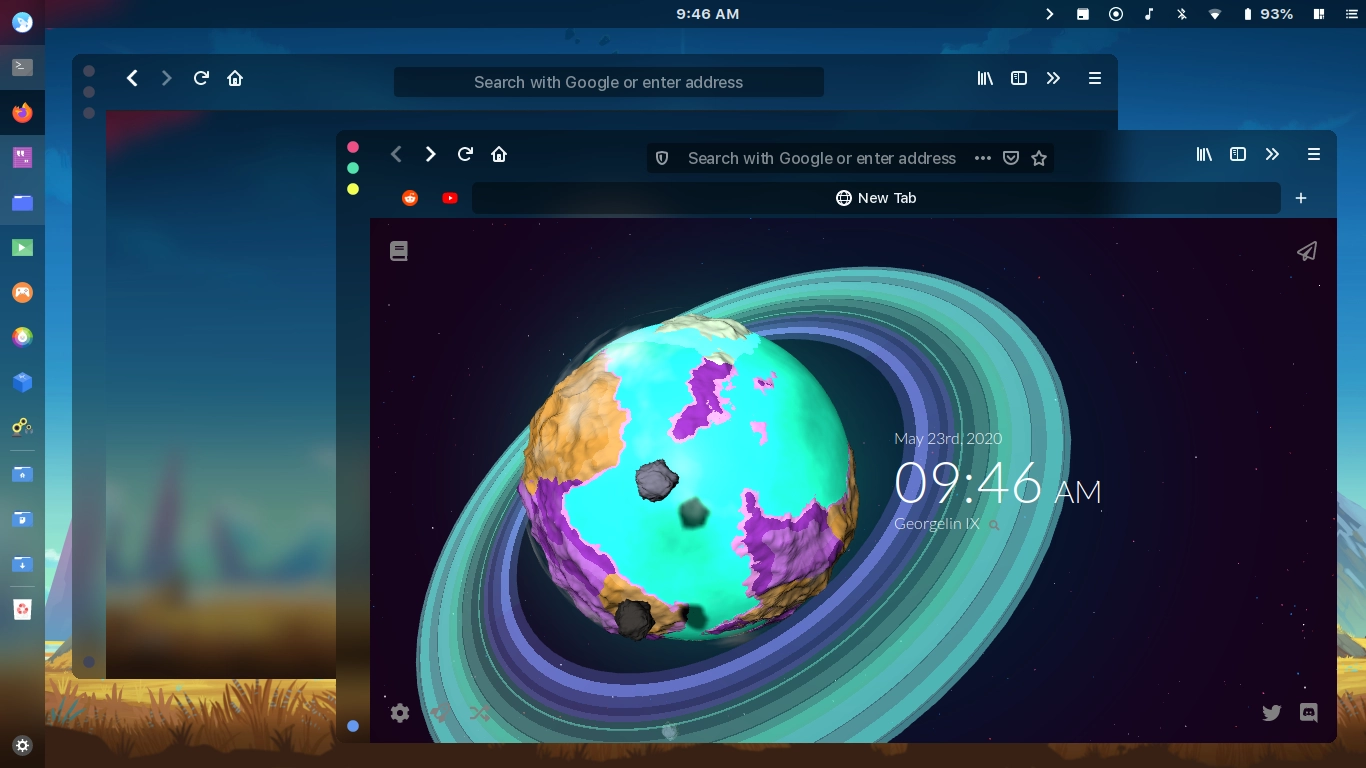 9:46 AM
93%
Search with Google or enter address
Search with Google or enter address
New Tab
May 23rd, 2020
09:46 AM
Georgelin IX